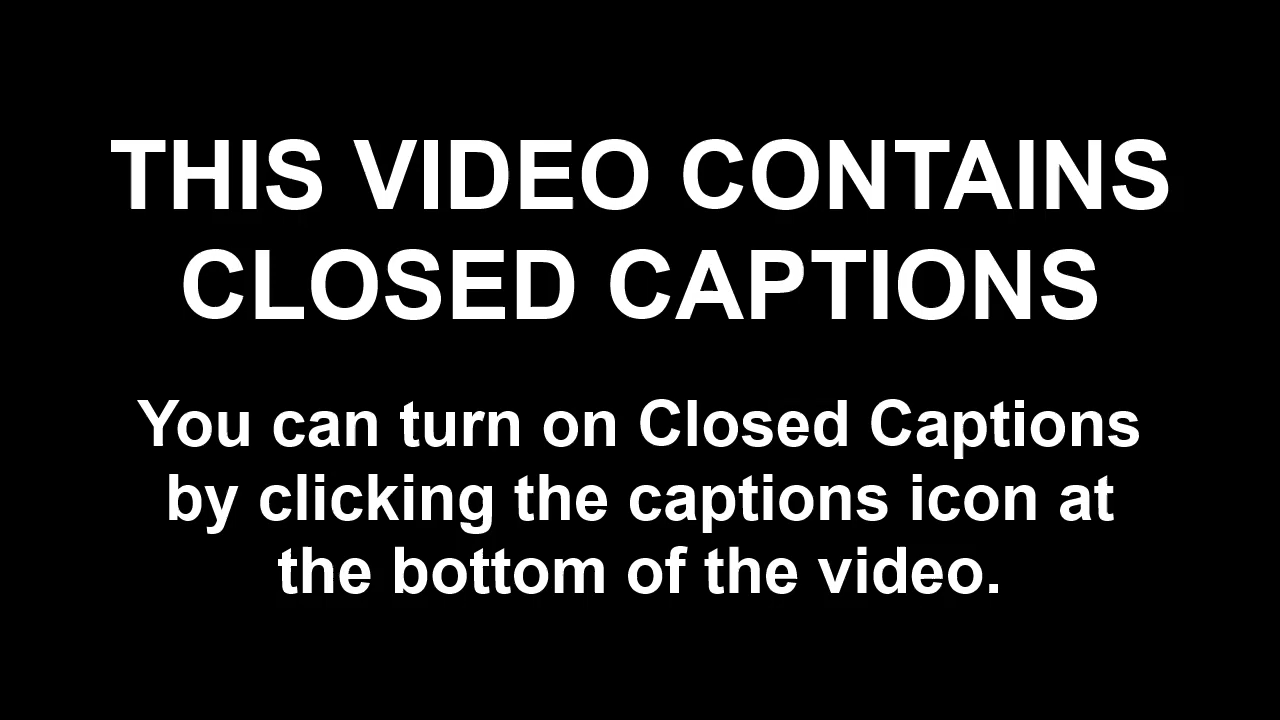 THIS VIDEO CONTAINS
CLOSED CAPTIONS
You can turn on Closed Captions
by clicking the captions icon at
the bottom of the video.